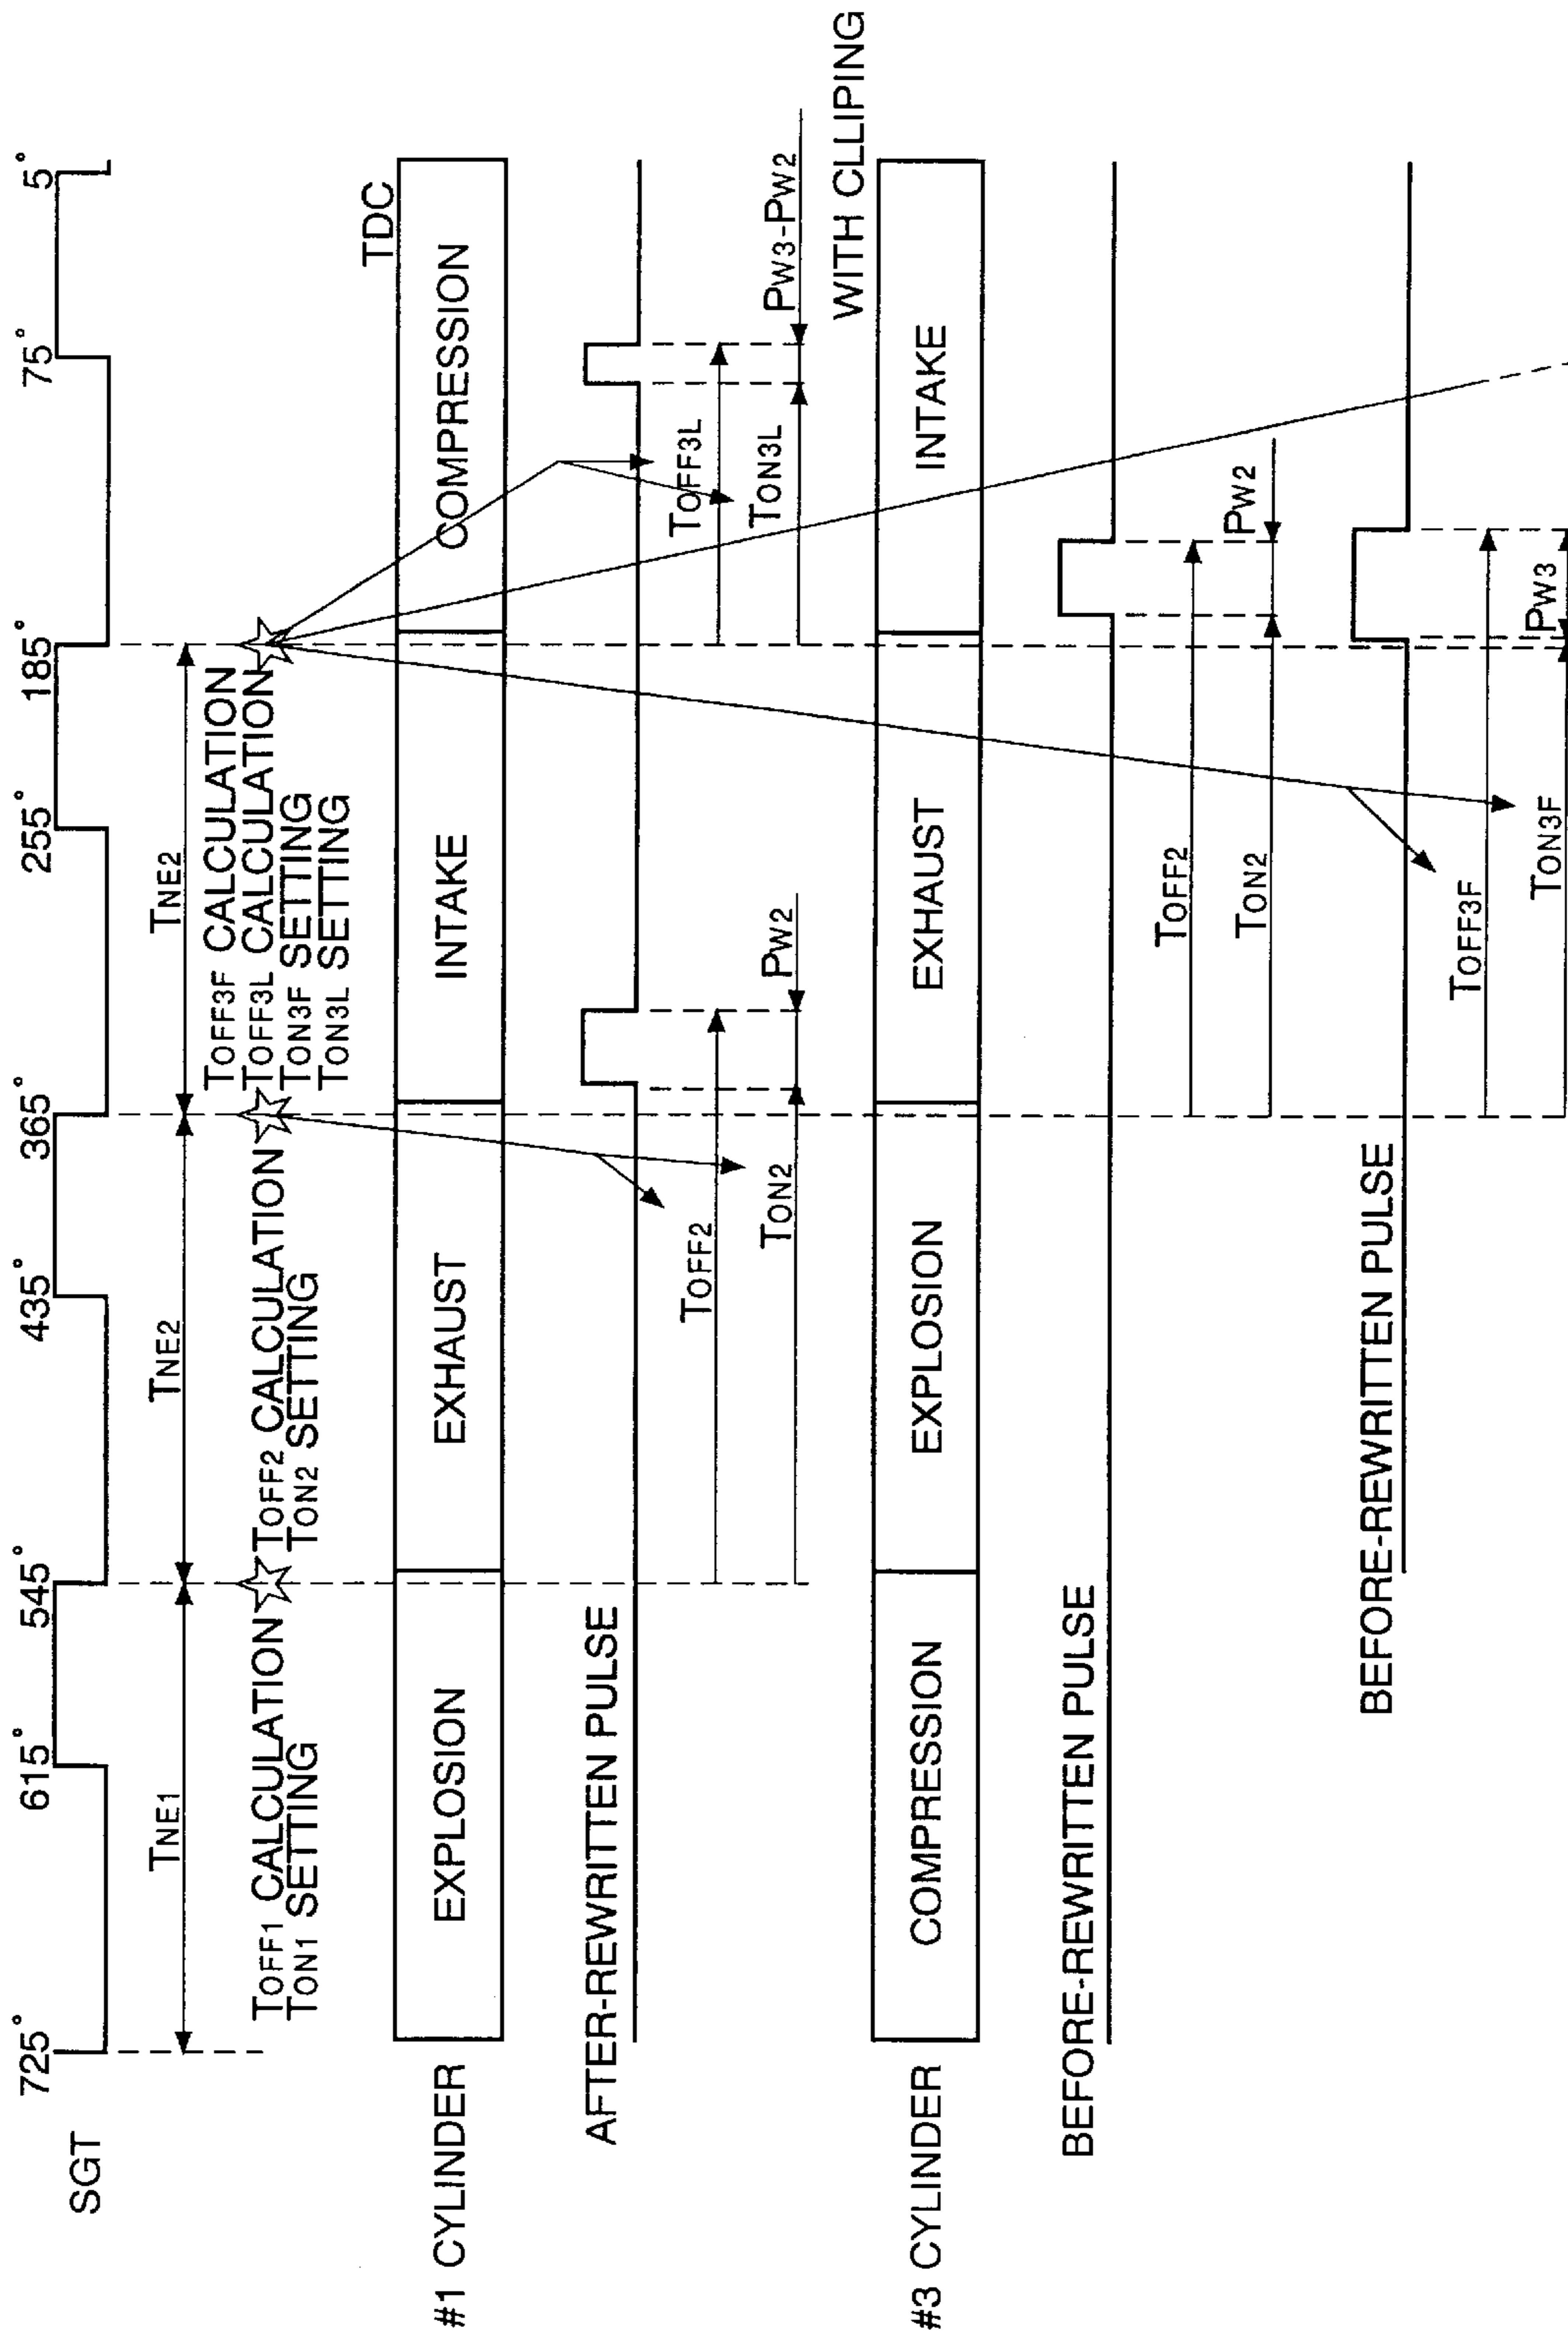 SGT
725°
615°
545°
435°
365°
255°
185°
75°
5°
TNE1
TNE2
TNE2
TOFF1 CALCULATION
TON1 SETTING
TOFF2 CALCULATION
TON2 SETTING
TOFF3F CALCULATION
TOFF3L CALCULATION
TON3F SETTING
TON3L SETTING
TDC
#1 CYLINDER
EXPLOSION
EXHAUST
INTAKE
COMPRESSION
AFTER-REWRITTEN PULSE
TOFF2
TON2
PW2
TOFF3L
TON3L
PW3-PW2
WITH CLLIPING
#3 CYLINDER
COMPRESSION
EXPLOSION
EXHAUST
INTAKE
BEFORE-REWRITTEN PULSE
TOFF2
TON2
PW2
BEFORE-REWRITTEN PULSE
TOFF3F
TON3F
PW3